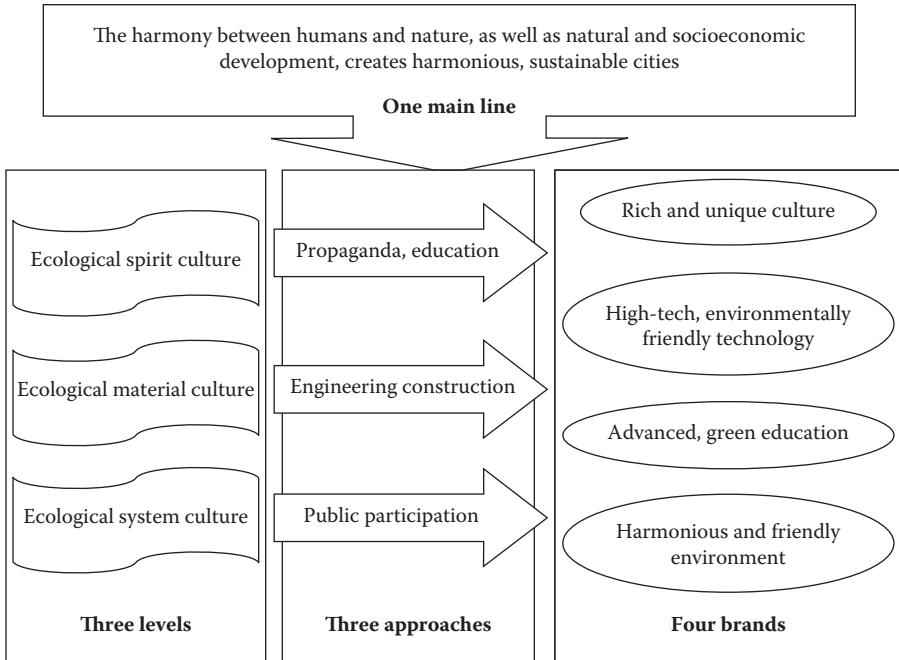 The harmony between humans and nature, as well as natural and socioeconomic
development, creates harmonious, sustainable cities
One main line
Ecological spirit culture
Ecological material culture
Ecological system culture
Three levels
Propaganda, education
Engineering construction
Public participation
Three approaches
Rich and unique culture
High-tech, environmentally
friendly technology
Advanced, green education
Harmonious and friendly
environment
Four brands